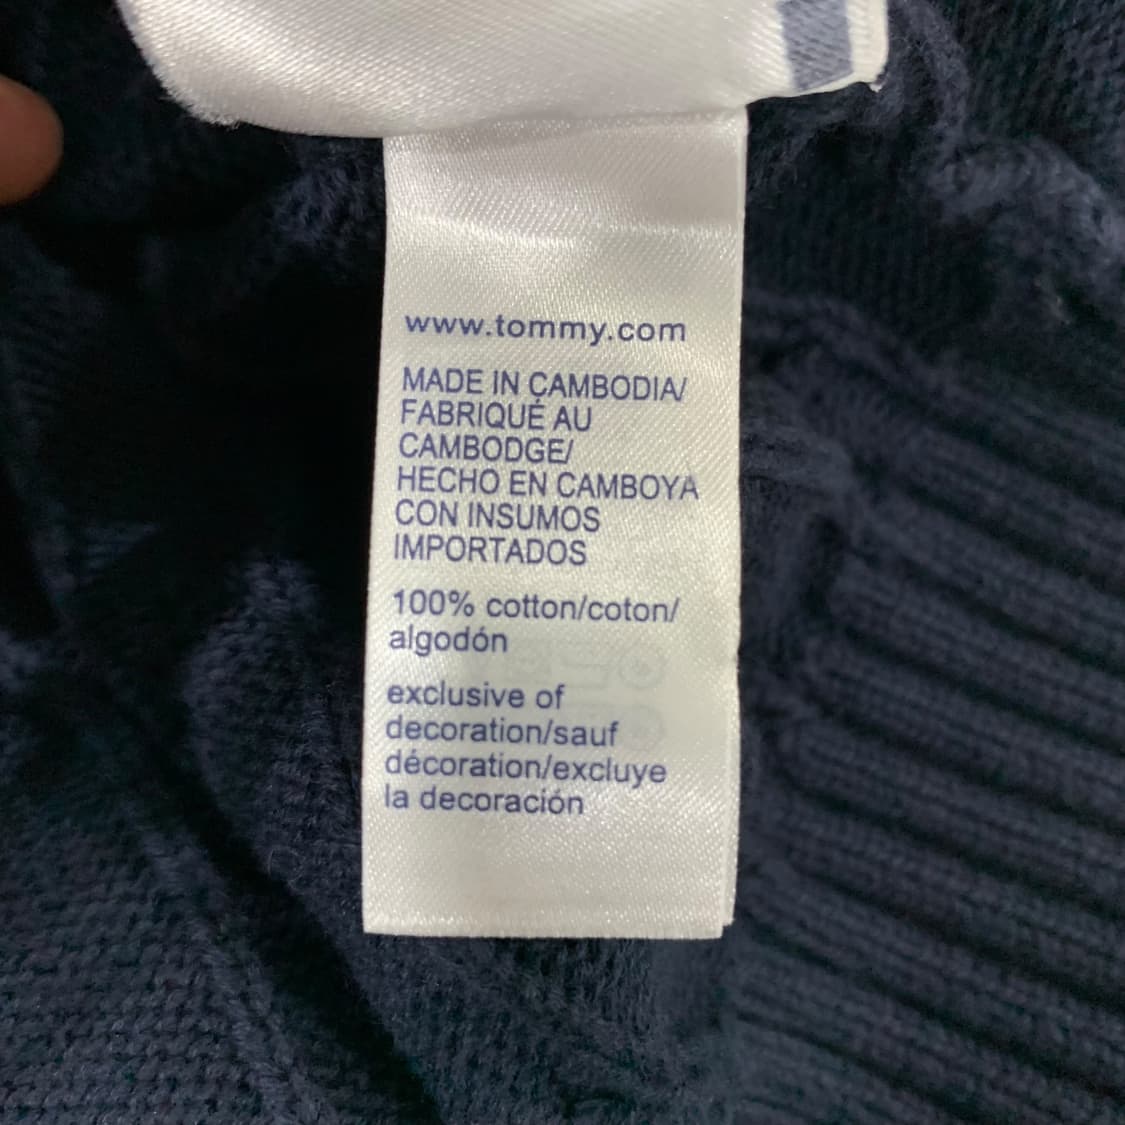 www.tommy.com
MADE IN CAMBODIA/
FABRIQUÉ AU
CAMBODGE/
HECHO EN CAMBOYA
CON INSUMOS
IMPORTADOS
100% cotton/coton/
algodón
exclusive of
decoration/sauf
décoration/excluye
la decoración